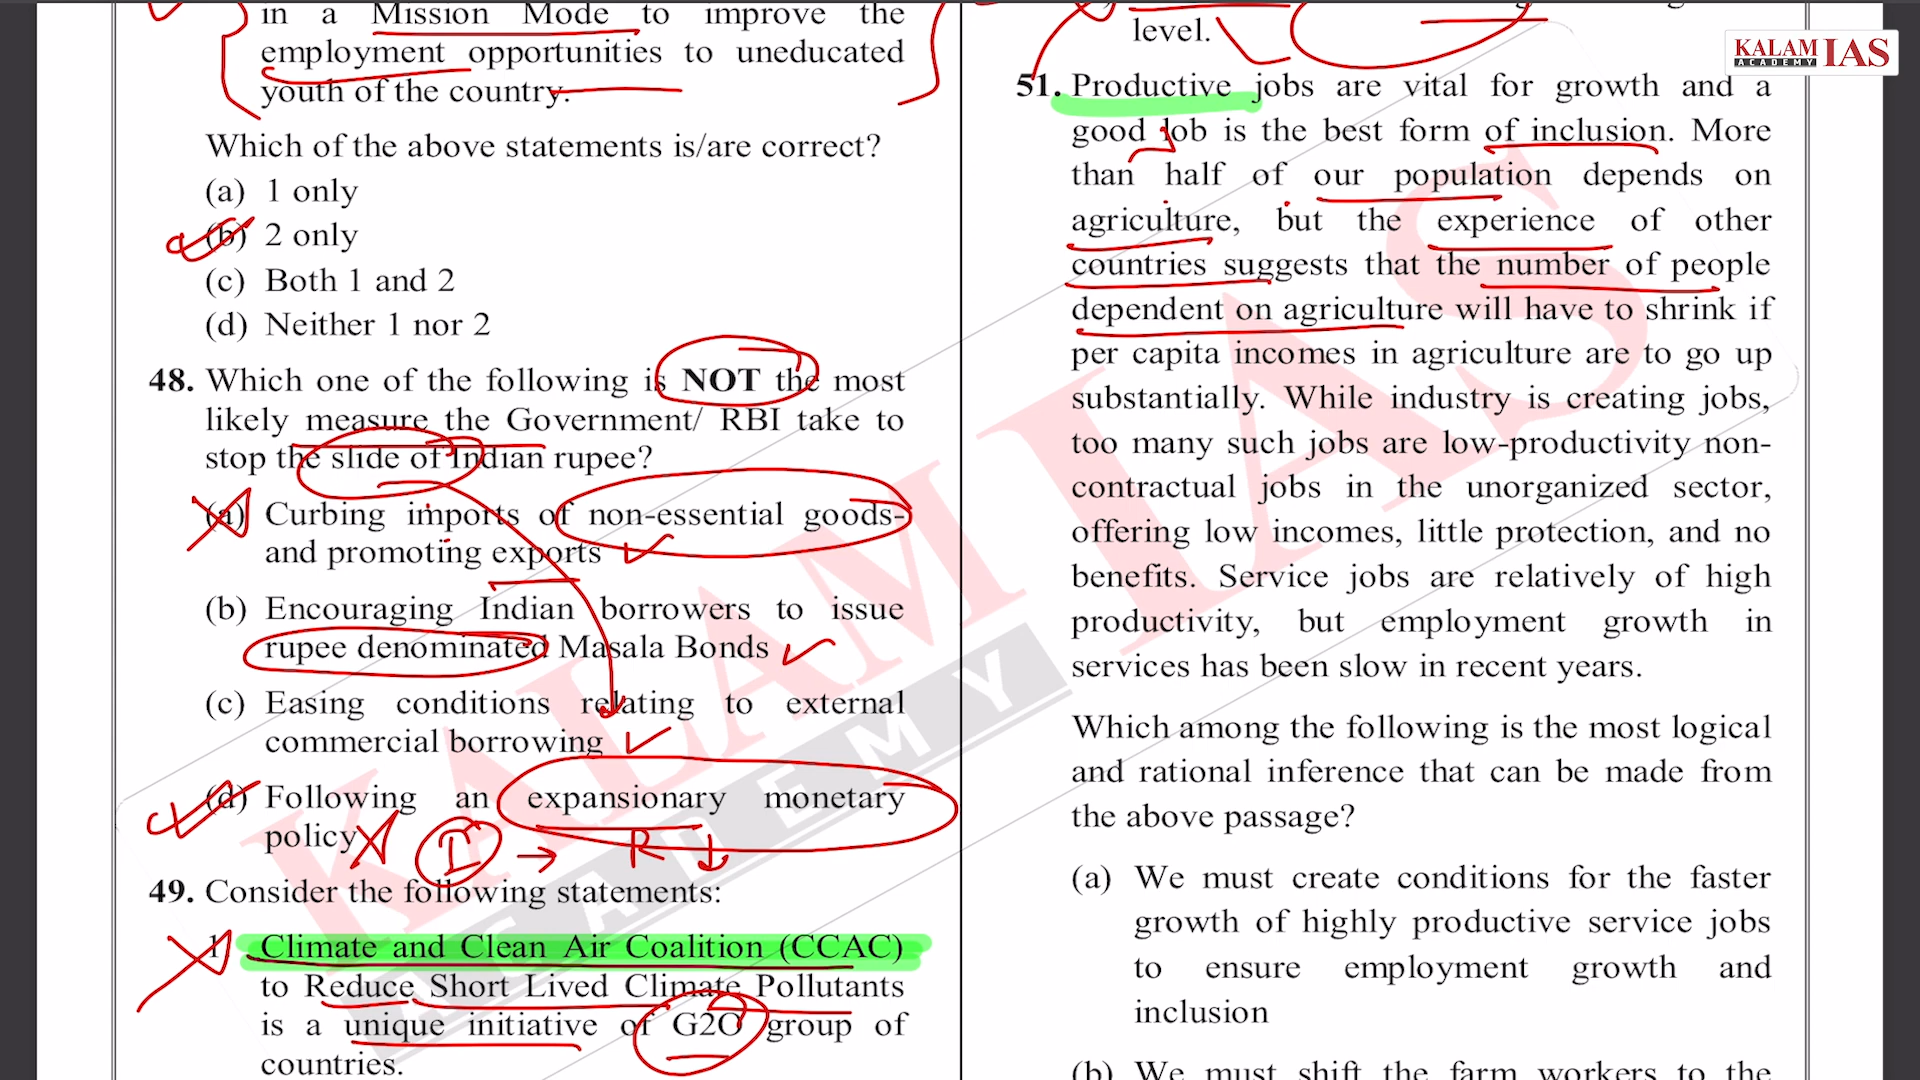 in a Mission Mode to improve the
employment opportunities to uneducated
youth of the country.
Which of the above statements is/are correct?
(a) 1 only
(b) 2 only
(c) Both 1 and 2
(d) Neither 1 nor 2
48. Which one of the following is NOT the most
likely measure the Government/ RBI take to
stop the slide of Indian rupee?
(a) Curbing imports of non-essential goods-
and promoting exports
(b) Encouraging Indian borrowers to issue
rupee denominated Masala Bonds
(c) Easing conditions relating to external
commercial borrowing
(d) Following an expansionary monetary
policy
I → R ↓
49. Consider the following statements:
1. Climate and Clean Air Coalition (CCAC)
to Reduce Short Lived Climate Pollutants
is a unique initiative of G2O group of
countries.
level.
51. Productive jobs are vital for growth and a
good job is the best form of inclusion. More
than half of our population depends on
agriculture, but the experience of other
countries suggests that the number of people
dependent on agriculture will have to shrink if
per capita incomes in agriculture are to go up
substantially. While industry is creating jobs,
too many such jobs are low-productivity non-
contractual jobs in the unorganized sector,
offering low incomes, little protection, and no
benefits. Service jobs are relatively of high
productivity, but employment growth in
services has been slow in recent years.
Which among the following is the most logical
and rational inference that can be made from
the above passage?
(a) We must create conditions for the faster
growth of highly productive service jobs
to ensure employment growth and
inclusion
(b) We must shift the farm workers to the
KALAM IAS
ACADEMY
KALAM IAS
ACADEMY